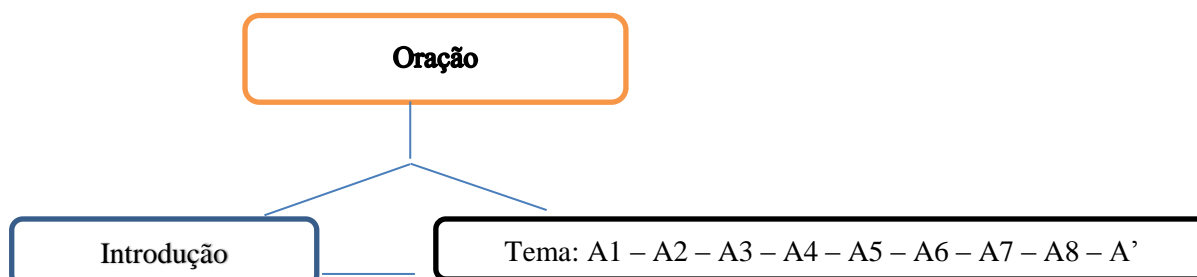 Oração
Introdução
Tema: A1 – A2 – A3 – A4 – A5 – A6 – A7 – A8 – A’